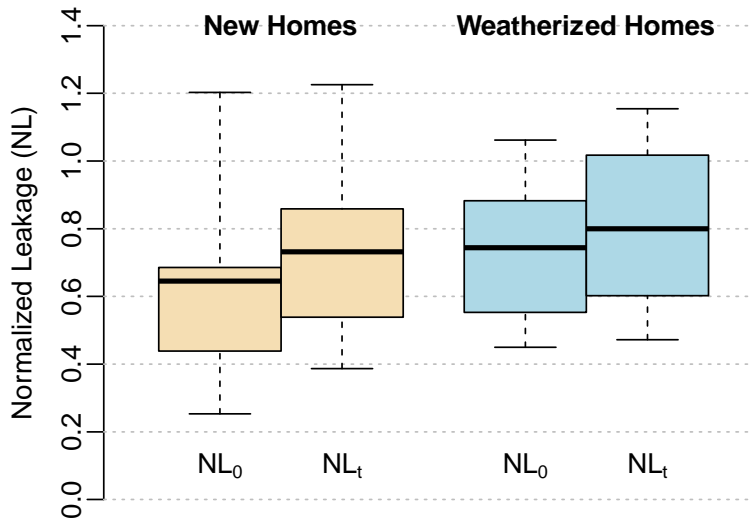 New Homes Weatherized Homes
Normalized Leakage (NL)
1.4
1.2
1.0
0.8
0.6
0.4
0.2
0.0
NL₀ NLₜ NL₀ NLₜ